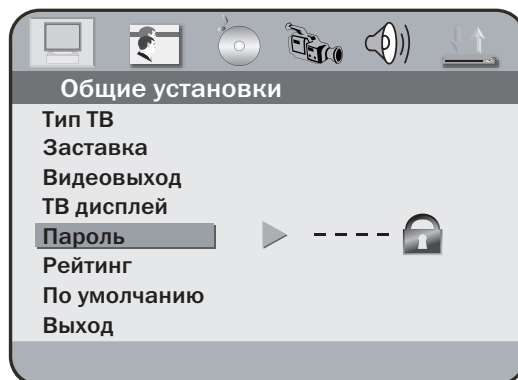 Общие установки
Тип ТВ
Заставка
Видеовыход
ТВ дисплей
Пароль
Рейтинг
По умолчанию
Выход